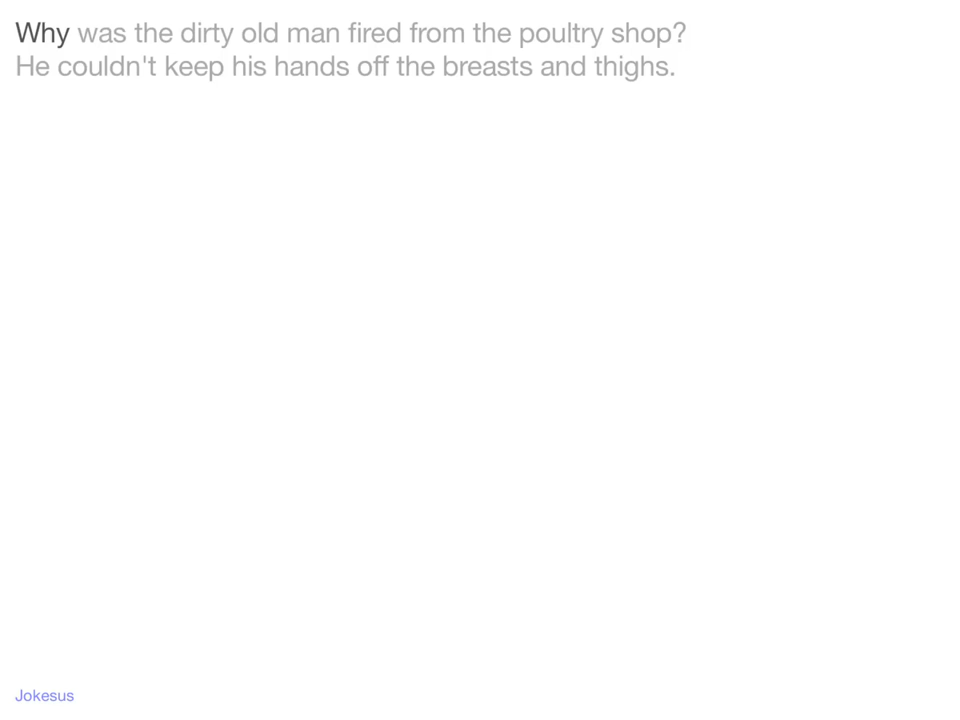 Why was the dirty old man fired from the poultry shop?
He couldn't keep his hands off the breasts and thighs.
Jokesus